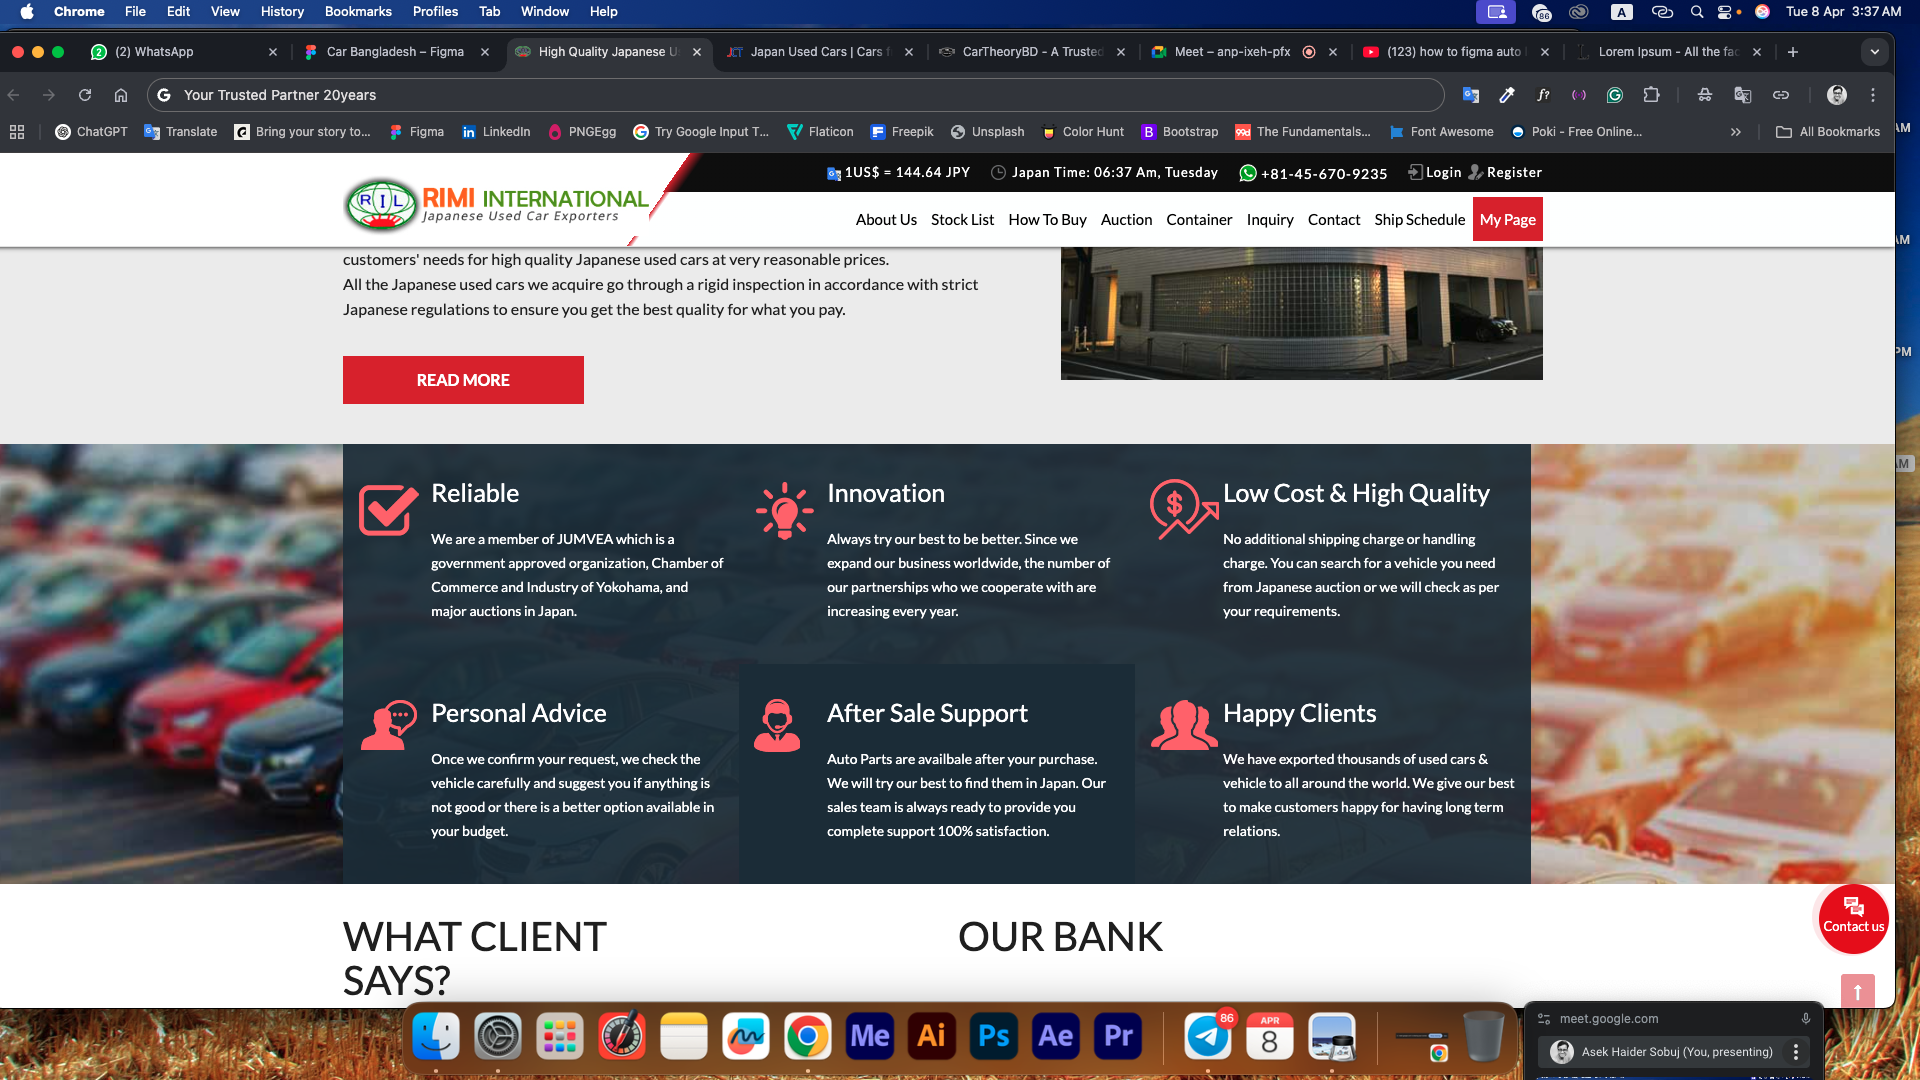 Chrome File Edit View History Bookmarks Profiles Tab Window Help 86 A Tue 8 Apr 3:37 AM
(2) WhatsApp Car Bangladesh – Figma High Quality Japanese U Japan Used Cars | Cars f CarTheoryBD - A Trusted Meet – anp-ixeh-pfx (123) how to figma auto Lorem Ipsum - All the fac
Your Trusted Partner 20years
ChatGPT Translate Bring your story to... Figma LinkedIn PNGEgg Try Google Input T... Flaticon Freepik Unsplash Color Hunt Bootstrap The Fundamentals... Font Awesome Poki - Free Online... All Bookmarks
1US$ = 144.64 JPY Japan Time: 06:37 Am, Tuesday +81-45-670-9235 Login Register
RIL RIMI INTERNATIONAL
Japanese Used Car Exporters
About Us Stock List How To Buy Auction Container Inquiry Contact Ship Schedule My Page
customers' needs for high quality Japanese used cars at very reasonable prices.
All the Japanese used cars we acquire go through a rigid inspection in accordance with strict
Japanese regulations to ensure you get the best quality for what you pay.
READ MORE
Reliable
We are a member of JUMVEA which is a
government approved organization, Chamber of
Commerce and Industry of Yokohama, and
major auctions in Japan.
Innovation
Always try our best to be better. Since we
expand our business worldwide, the number of
our partnerships who we cooperate with are
increasing every year.
Low Cost & High Quality
No additional shipping charge or handling
charge. You can search for a vehicle you need
from Japanese auction or we will check as per
your requirements.
Personal Advice
Once we confirm your request, we check the
vehicle carefully and suggest you if anything is
not good or there is a better option available in
your budget.
After Sale Support
Auto Parts are availbale after your purchase.
We will try our best to find them in Japan. Our
sales team is always ready to provide you
complete support 100% satisfaction.
Happy Clients
We have exported thousands of used cars &
vehicle to all around the world. We give our best
to make customers happy for having long term
relations.
WHAT CLIENT
SAYS?
OUR BANK
Contact us
Me Ai Ps Ae Pr 86 APR 8
meet.google.com
Asek Haider Sobuj (You, presenting)